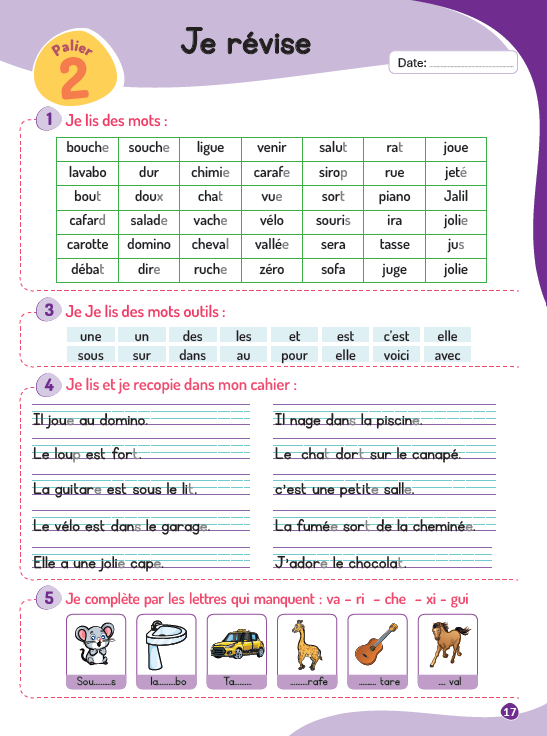 Je révise
Palier
2
Date: ........................
1 Je lis des mots :
bouche souche ligue venir salut rat joue
lavabo dur chimie carafe sirop rue jeté
bout doux chat vue sort piano Jalil
cafard salade vache vélo souris ira jolie
carotte domino cheval vallée sera tasse jus
débat dire ruche zéro sofa juge jolie
3 Je Je lis des mots outils :
une un des les et est c'est elle
sous sur dans au pour elle voici avec
4 Je lis et je recopie dans mon cahier :
Il joue au domino.
Il nage dans la piscine.
Le loup est fort.
Le chat dort sur le canapé.
La guitare est sous le lit.
c'est une petite salle.
Le vélo est dans le garage.
La fumée sort de la cheminée.
Elle a une jolie cape.
J'adore le chocolat.
5 Je complète par les lettres qui manquent : va – ri – che – xi - gui
Sou........s la........bo Ta........ ........rafe ........ tare .... val
17